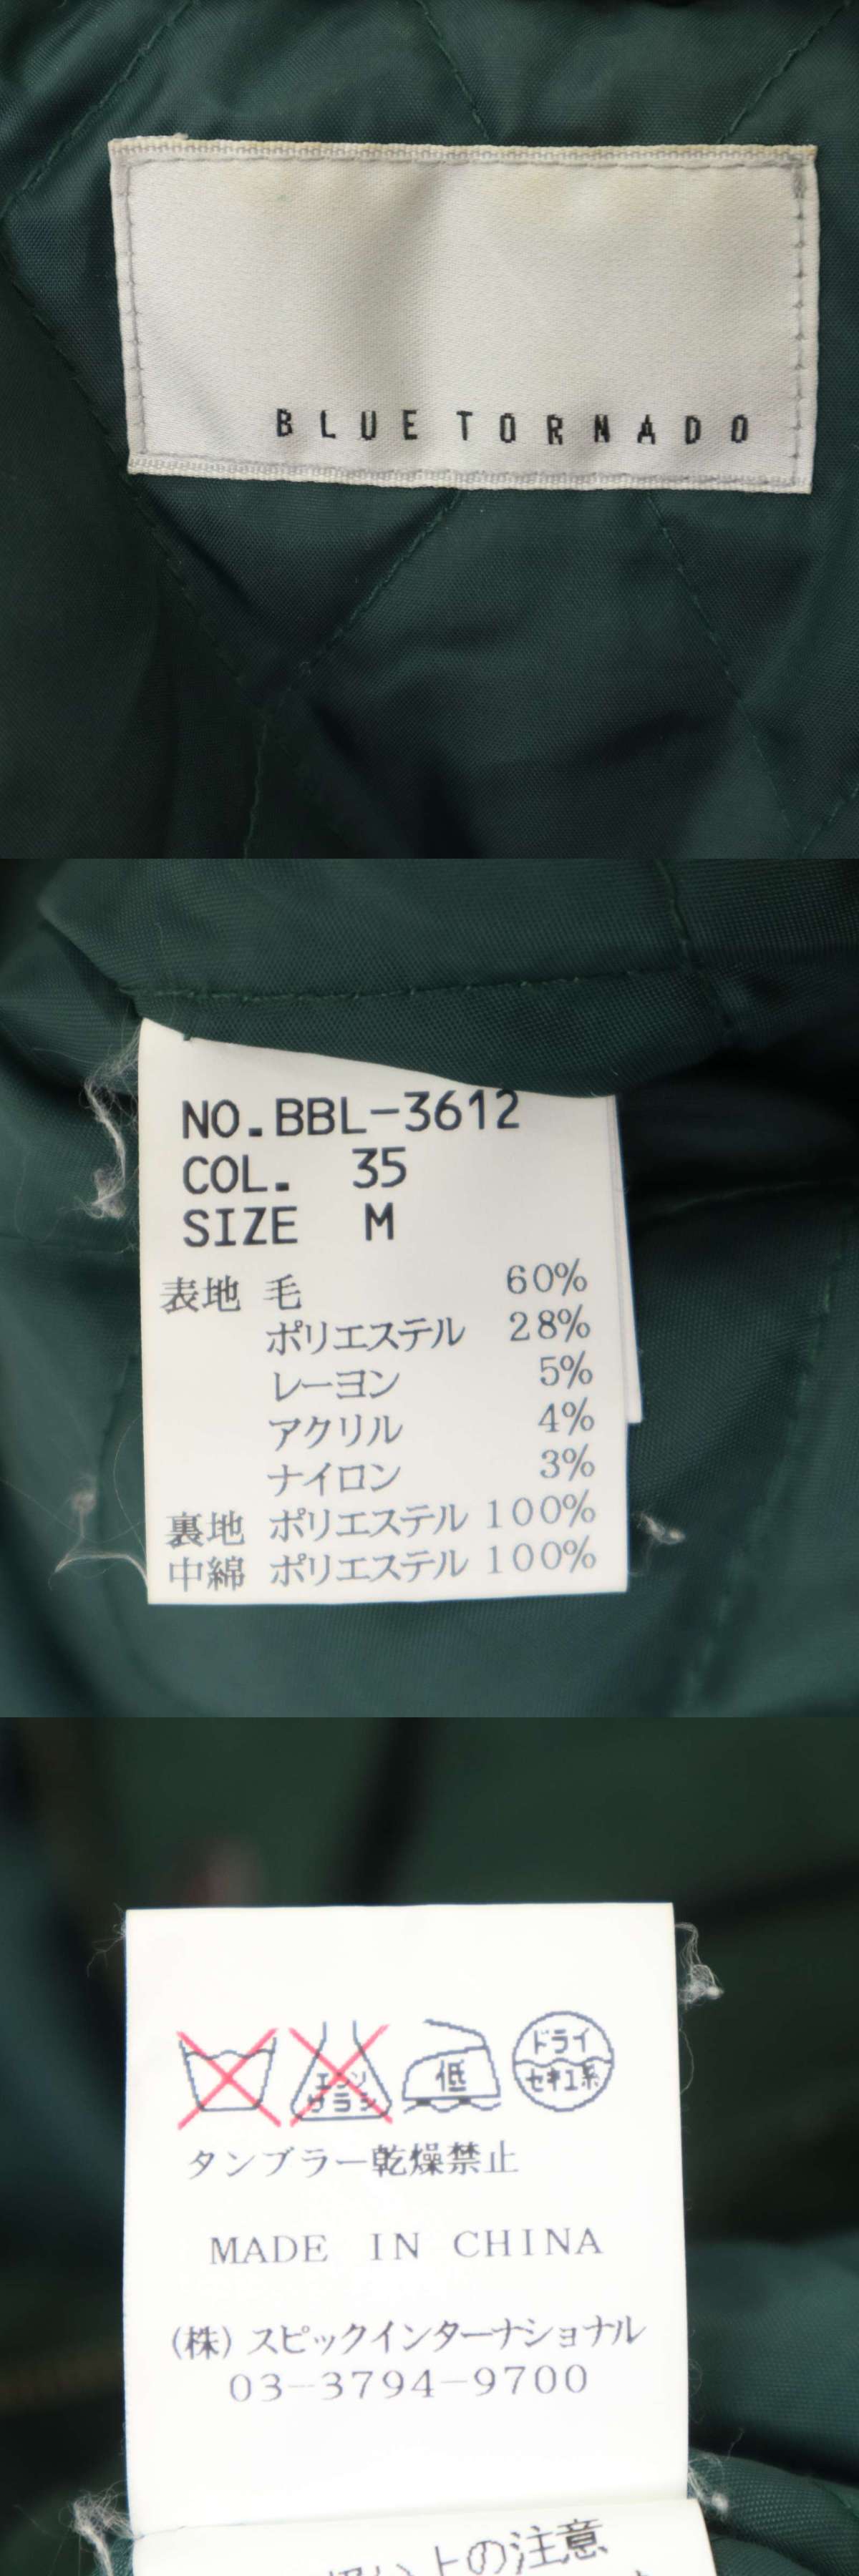 BLUE TORNADO
NO.BBL-3612
COL. 35
SIZE M
表地 毛 60%
ポリエステル 28%
レーヨン 5%
アクリル 4%
ナイロン 3%
裏地 ポリエステル 100%
中綿 ポリエステル 100%
エンソサラシ
低
ドライ
セキユ系
タンブラー乾燥禁止
MADE IN CHINA
(株)スピックインターナショナル
03-3794-9700
上の注意